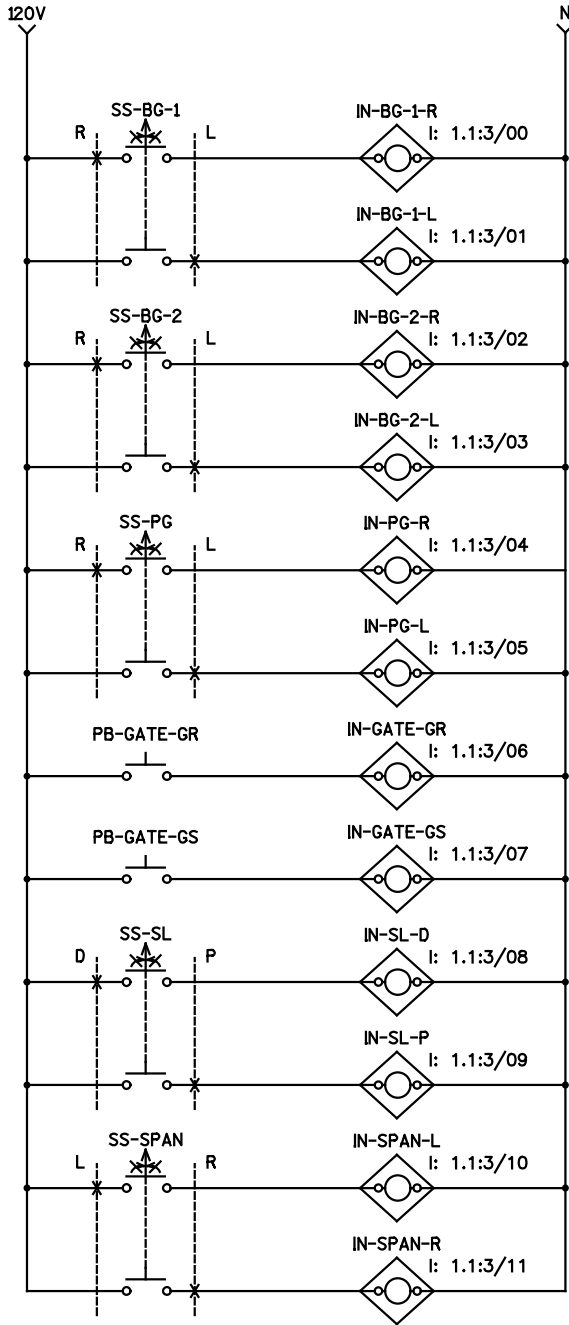 120V N
SS-BG-1 IN-BG-1-R
R L I: 1.1:3/00
IN-BG-1-L
I: 1.1:3/01
SS-BG-2 IN-BG-2-R
R L I: 1.1:3/02
IN-BG-2-L
I: 1.1:3/03
SS-PG IN-PG-R
R L I: 1.1:3/04
IN-PG-L
I: 1.1:3/05
PB-GATE-GR IN-GATE-GR
I: 1.1:3/06
PB-GATE-GS IN-GATE-GS
I: 1.1:3/07
SS-SL IN-SL-D
D P I: 1.1:3/08
IN-SL-P
I: 1.1:3/09
SS-SPAN IN-SPAN-L
L R I: 1.1:3/10
IN-SPAN-R
I: 1.1:3/11